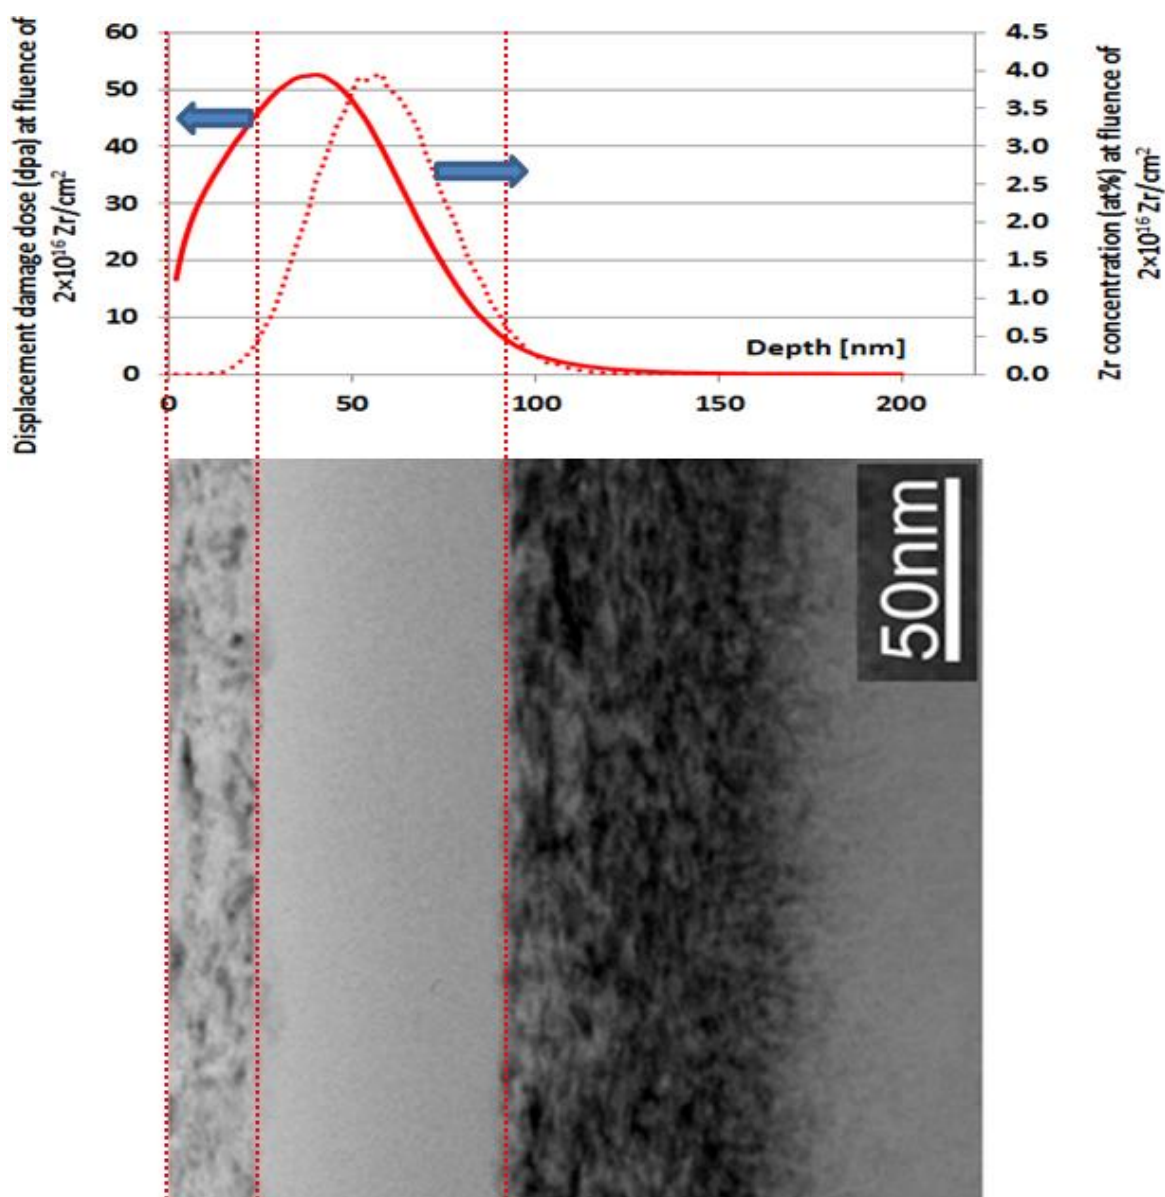 Displacement damage dose (dpa) at fluence of
2×10¹⁶ Zr/cm²
60
50
40
30
20
10
0
4.5
4.0
3.5
3.0
2.5
2.0
1.5
1.0
0.5
0.0
Zr concentration (at%) at fluence of
2×10¹⁶ Zr/cm²
Depth [nm]
0 50 100 150 200
50nm